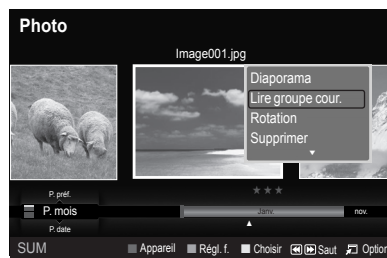 Photo
Image001.jpg
Diaporama
Lire groupe cour.
Rotation
Supprimer
P. préf.
P. mois
Janv.
nov.
P. date
SUM
Appareil
Régl. f.
Choisir
Saut
Option